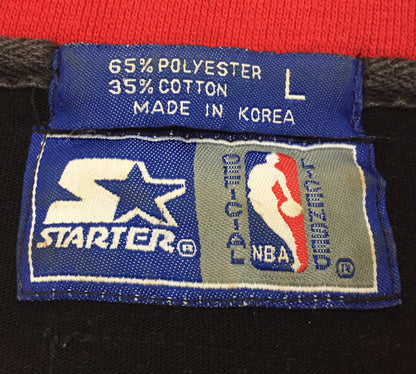 65% POLYESTER
35% COTTON
L
MADE IN KOREA
STARTER®
OFFICIAL
NBA
LICENSED
®